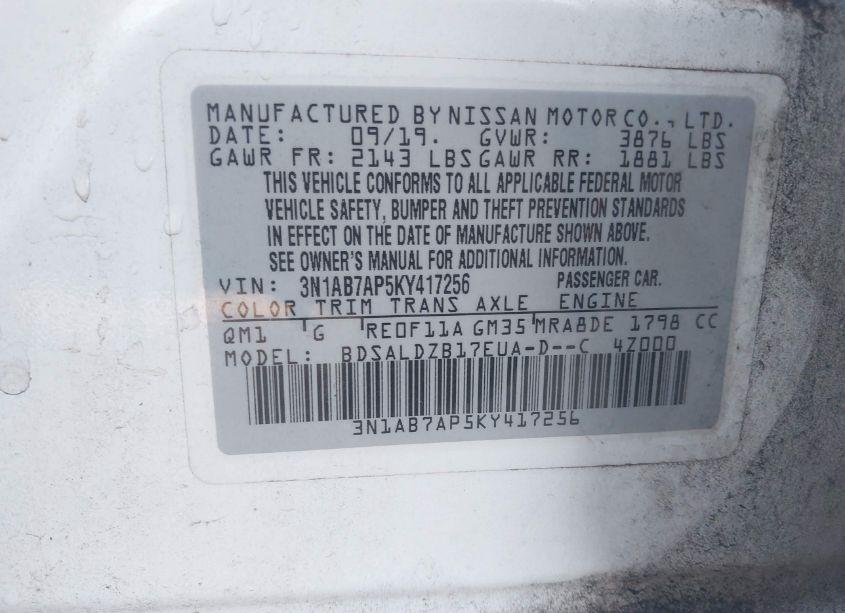 MANUFACTURED BY NISSAN MOTOR CO., LTD.
DATE: 09/19. GVWR: 3876 LBS
GAWR FR: 2143 LBS GAWR RR: 1881 LBS
THIS VEHICLE CONFORMS TO ALL APPLICABLE FEDERAL MOTOR
VEHICLE SAFETY, BUMPER AND THEFT PREVENTION STANDARDS
IN EFFECT ON THE DATE OF MANUFACTURE SHOWN ABOVE.
SEE OWNER'S MANUAL FOR ADDITIONAL INFORMATION.
VIN: 3N1AB7AP5KY417256 PASSENGER CAR.
COLOR TRIM TRANS AXLE ENGINE
QM1 G RE0F11A GM35 MRA8DE 1798 CC
MODEL: BDSALDZB17EUA-D--C 4Z000
3N1AB7AP5KY417256